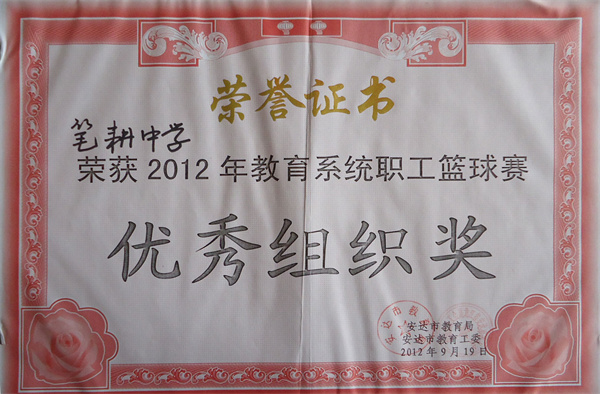 荣誉证书
笔耕中学
荣获2012年教育系统职工篮球赛
优秀组织奖
安达市教育局
安达市教育工委
2012年9月19日